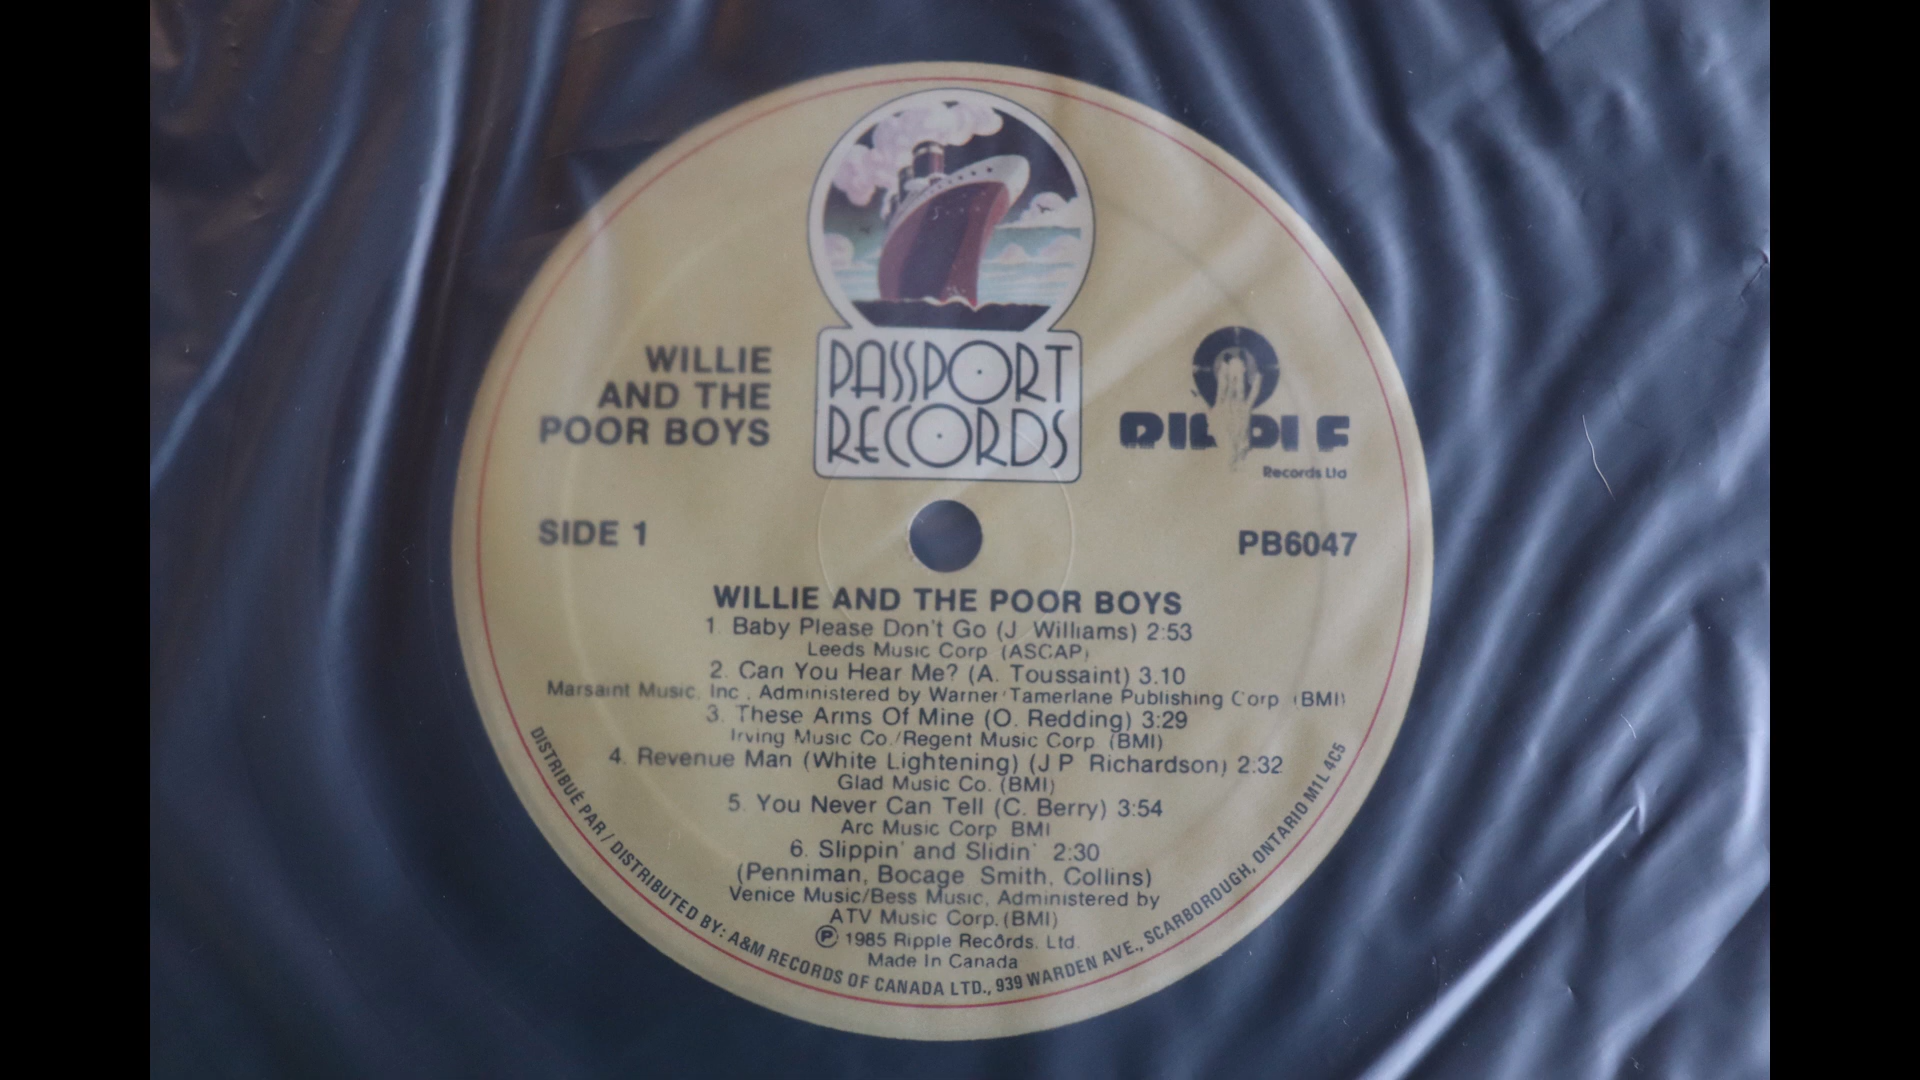 WILLIE
AND THE
POOR BOYS
PASSPORT
RECORDS
Records Ltd
SIDE 1
PB6047
WILLIE AND THE POOR BOYS
1. Baby Please Don't Go (J Williams) 2:53
Leeds Music Corp (ASCAP)
2. Can You Hear Me? (A. Toussaint) 3.10
Marsaint Music, Inc., Administered by Warner Tamerlane Publishing Corp (BMI)
3. These Arms Of Mine (O. Redding) 3:29
Irving Music Co./Regent Music Corp. (BMI)
4. Revenue Man (White Lightening) (J P Richardson) 2:32
Glad Music Co. (BMI)
5. You Never Can Tell (C. Berry) 3:54
Arc Music Corp BMI
6. Slippin' and Slidin' 2:30
(Penniman, Bocage Smith, Collins)
Venice Music/Bess Music, Administered by
ATV Music Corp. (BMI)
℗ 1985 Ripple Records, Ltd.
Made In Canada
DISTRIBUÉ PAR / DISTRIBUTED BY: A&M RECORDS OF CANADA LTD., 939 WARDEN AVE., SCARBOROUGH, ONTARIO M1L 4C5